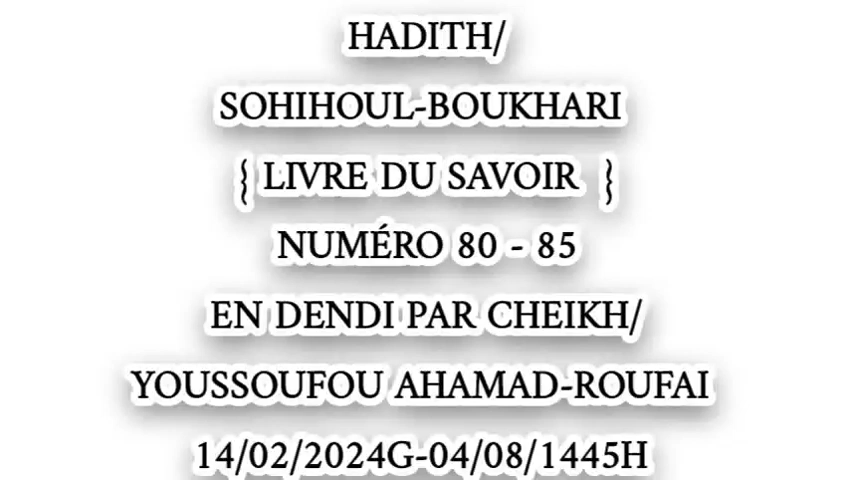 HADITH/
SOHIHOUL-BOUKHARI
{ LIVRE DU SAVOIR }
NUMÉRO 80 - 85
EN DENDI PAR CHEIKH/
YOUSSOUFOU AHAMAD-ROUFAI
14/02/2024G-04/08/1445H